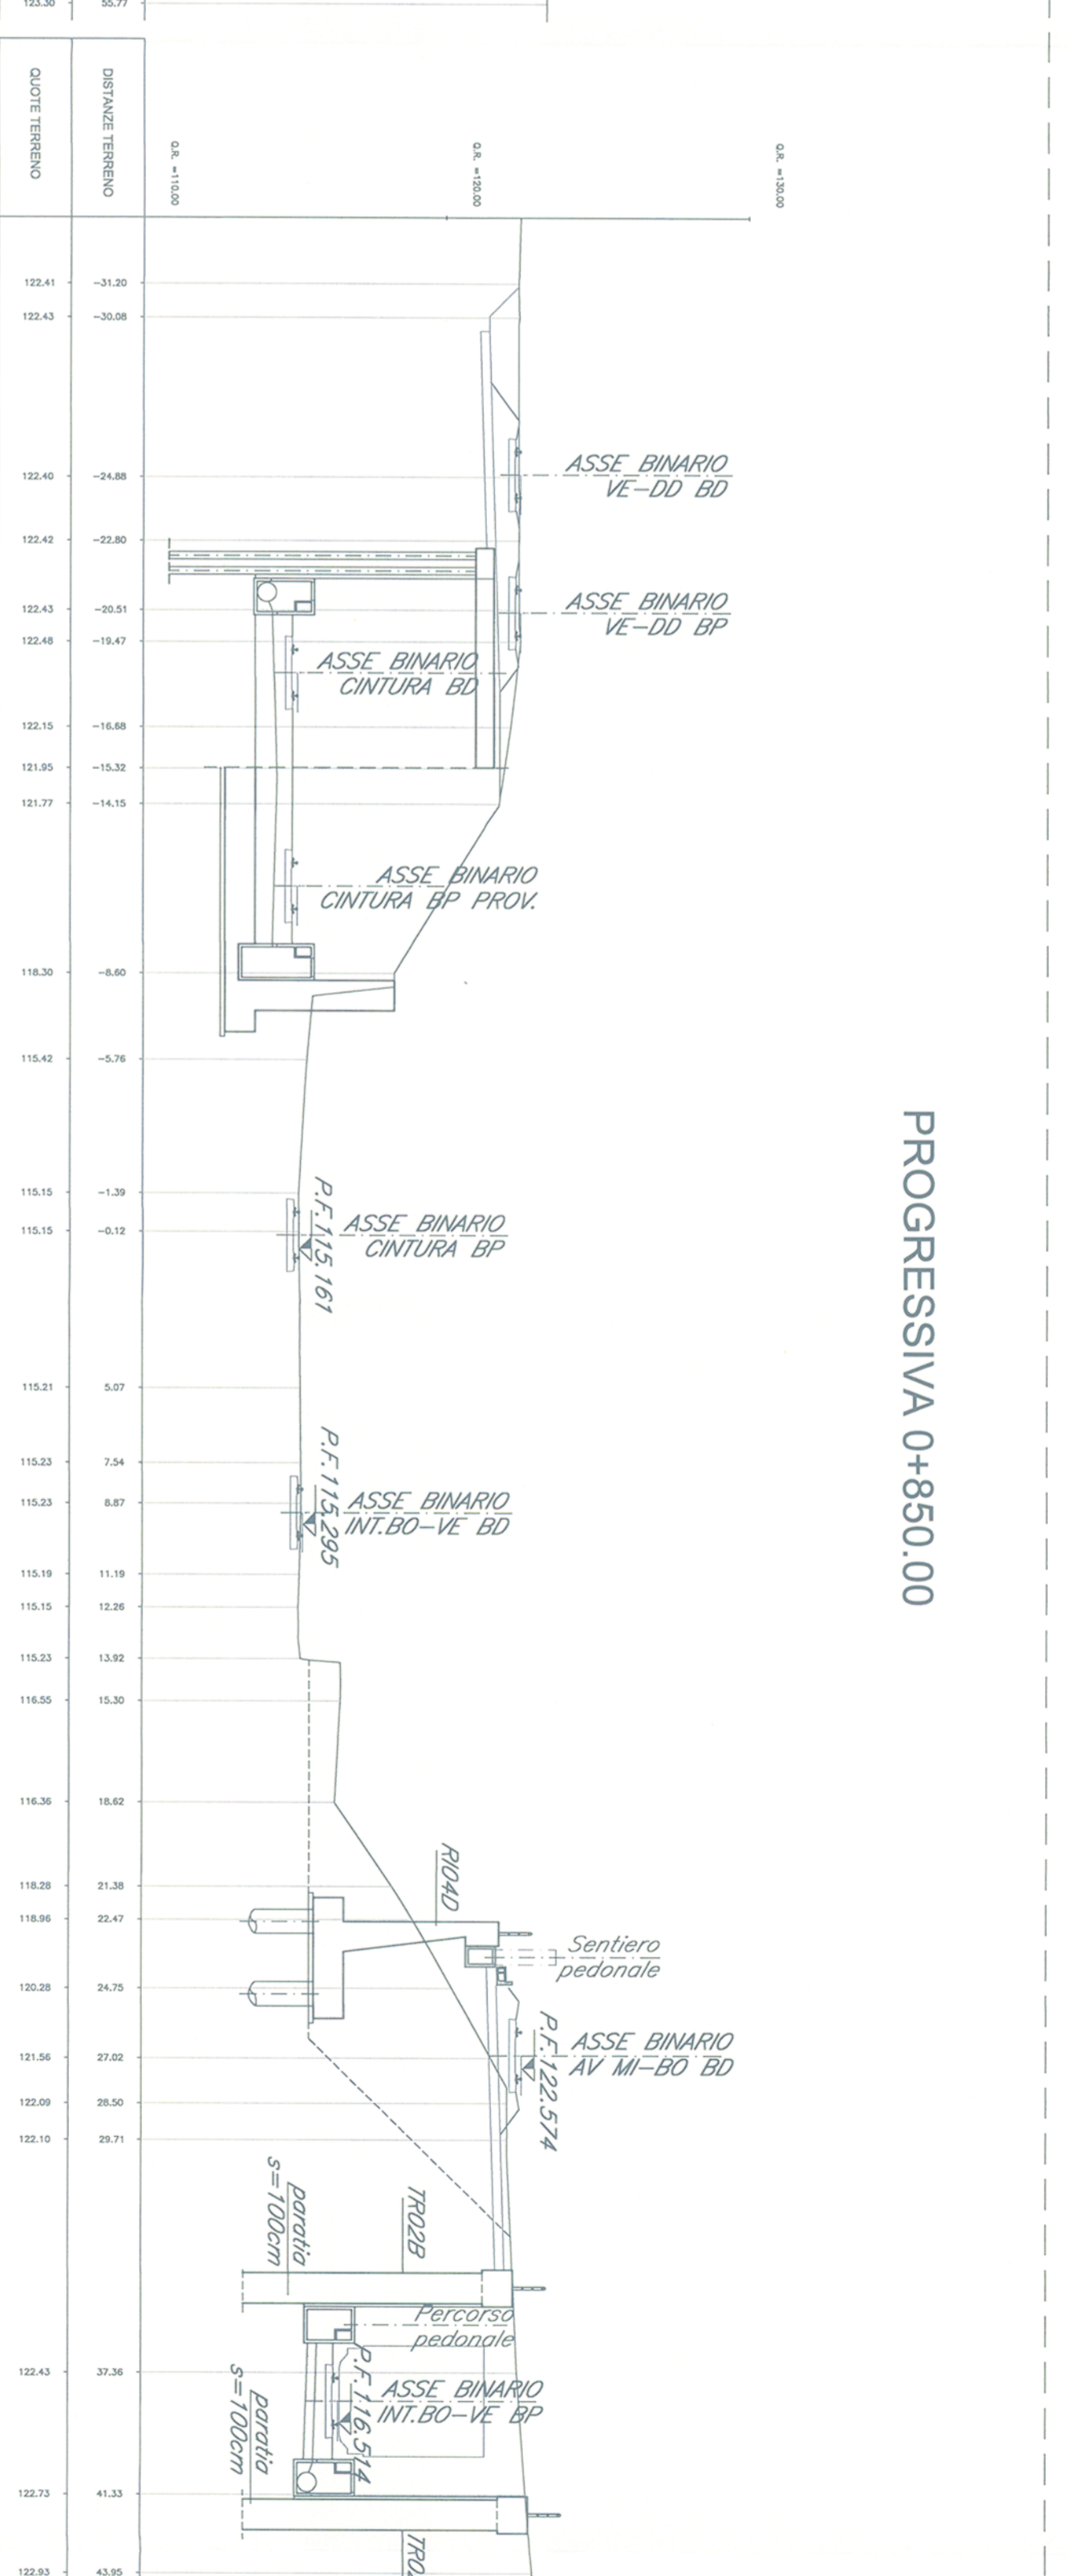 123.30 55.77
QUOTE TERRENO
DISTANZE TERRENO
Q.R. =110.00
Q.R. =120.00
Q.R. =130.00
122.41 -31.20
122.43 -30.08
122.40 -24.88
122.42 -22.80
122.43 -20.51
122.48 -19.47
122.15 -16.68
121.95 -15.32
121.77 -14.15
118.30 -8.60
115.42 -5.76
115.15 -1.39
115.15 -0.12
115.21 5.07
115.23 7.54
115.23 8.87
115.19 11.19
115.15 12.26
115.23 13.92
116.55 15.30
116.36 18.62
118.28 21.38
118.96 22.47
120.28 24.75
121.56 27.02
122.09 28.50
122.10 29.71
122.43 37.36
122.73 41.33
122.93 43.95
ASSE BINARIO
VE-DD BD
ASSE BINARIO
VE-DD BP
ASSE BINARIO
CINTURA BD
ASSE BINARIO
CINTURA BP PROV.
P.F.115.161
ASSE BINARIO
CINTURA BP
P.F.115.295
ASSE BINARIO
INT.BO-VE BD
RI04D
Sentiero
pedonale
P.F.122.574
ASSE BINARIO
AV MI-BO BD
paratia
s=100cm
TR02B
Percorso
pedonale
P.F.116.514
ASSE BINARIO
INT.BO-VE BP
paratia
s=100cm
PROGRESSIVA 0+850.00